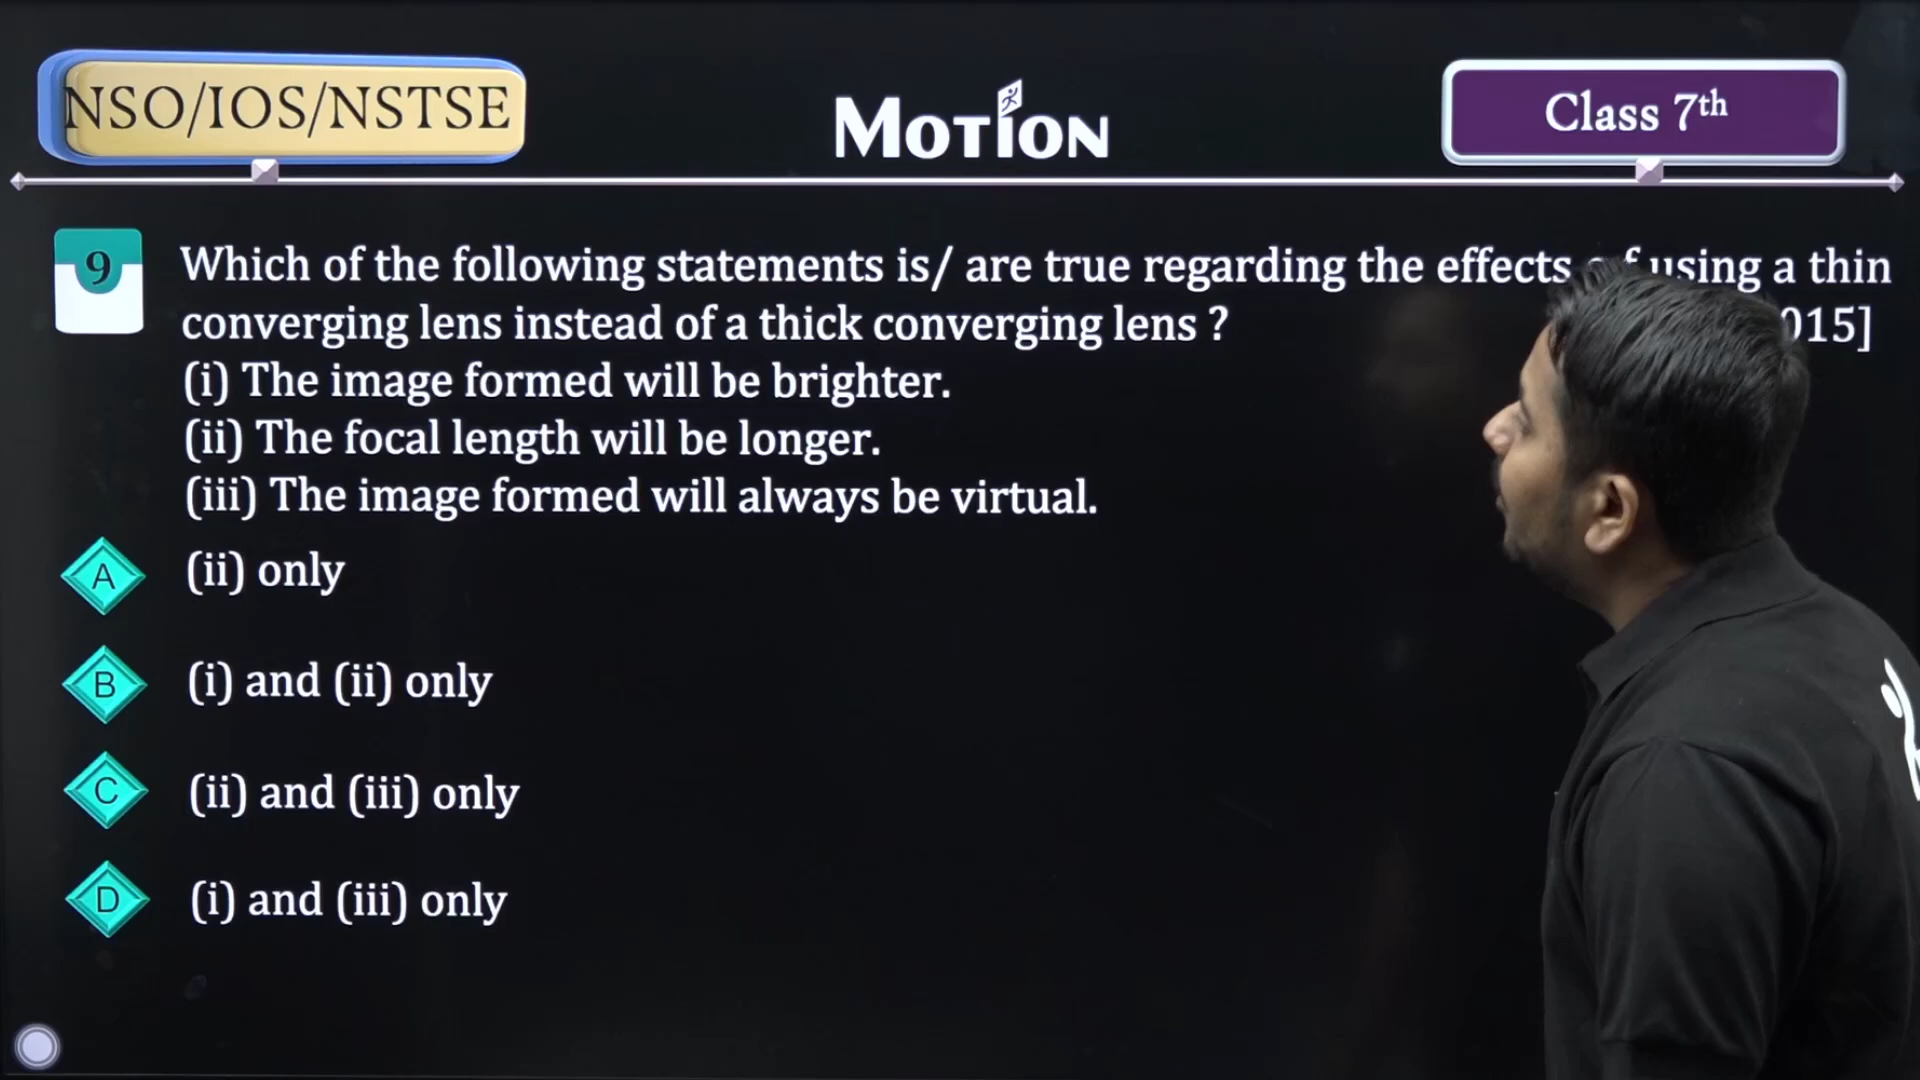 NSO/IOS/NSTSE
MOTION
Class 7th
9
Which of the following statements is/ are true regarding the effects using a thin
converging lens instead of a thick converging lens ?
015]
(i) The image formed will be brighter.
(ii) The focal length will be longer.
(iii) The image formed will always be virtual.
A (ii) only
B (i) and (ii) only
C (ii) and (iii) only
D (i) and (iii) only